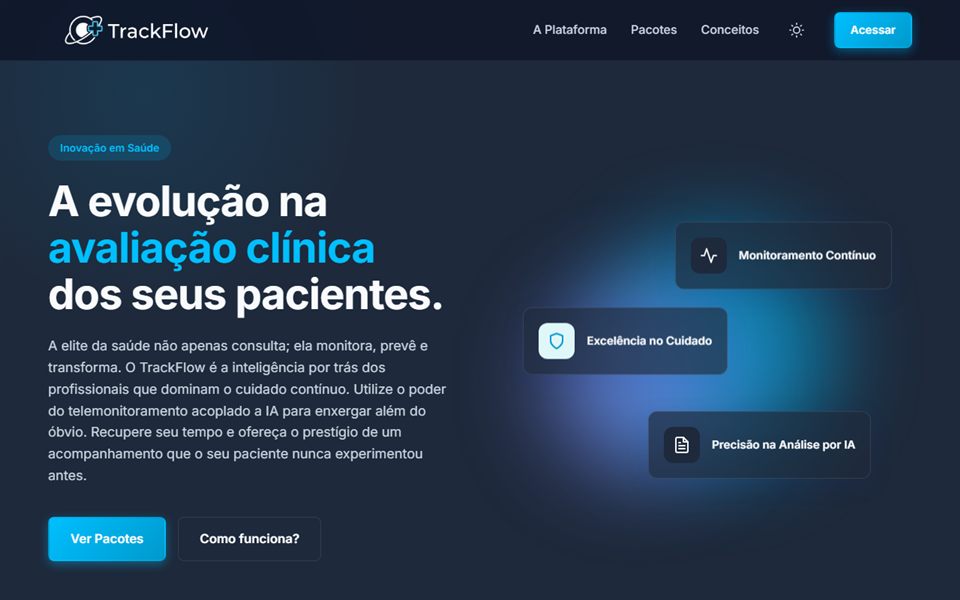 TrackFlow
A Plataforma
Pacotes
Conceitos
Acessar
Inovação em Saúde
A evolução na
avaliação clínica
dos seus pacientes.
A elite da saúde não apenas consulta; ela monitora, prevê e
transforma. O TrackFlow é a inteligência por trás dos
profissionais que dominam o cuidado contínuo. Utilize o poder
do telemonitoramento acoplado a IA para enxergar além do
óbvio. Recupere seu tempo e ofereça o prestígio de um
acompanhamento que o seu paciente nunca experimentou
antes.
Ver Pacotes
Como funciona?
Monitoramento Contínuo
Excelência no Cuidado
Precisão na Análise por IA